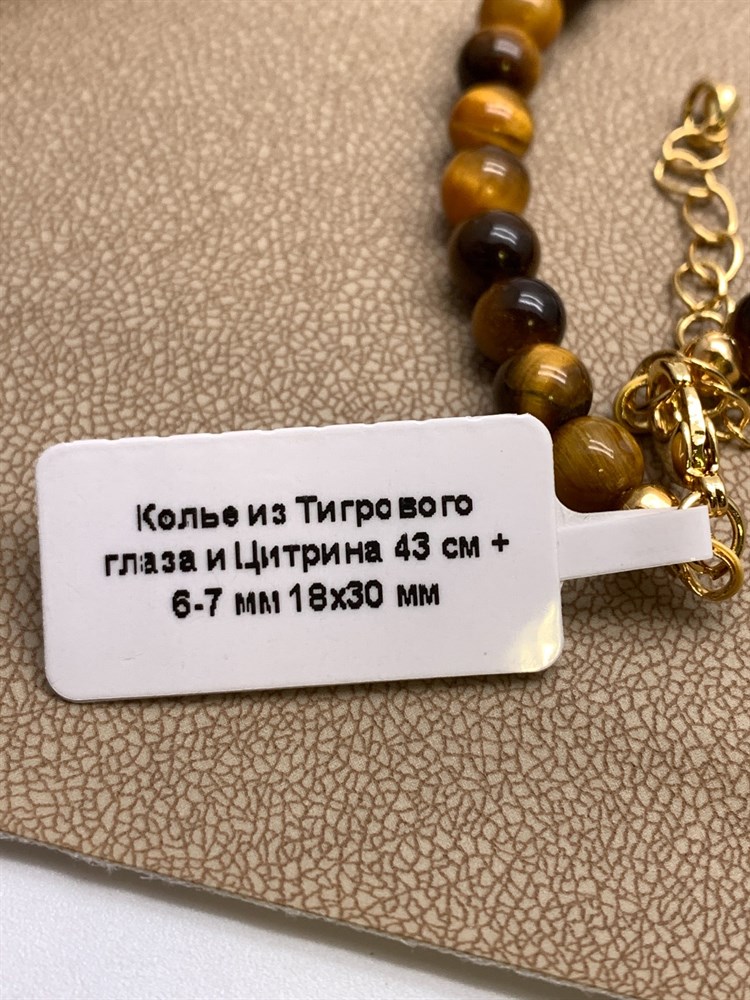 Колье из Тигрового
глаза и Цитрина 43 см +
6-7 мм 18х30 мм